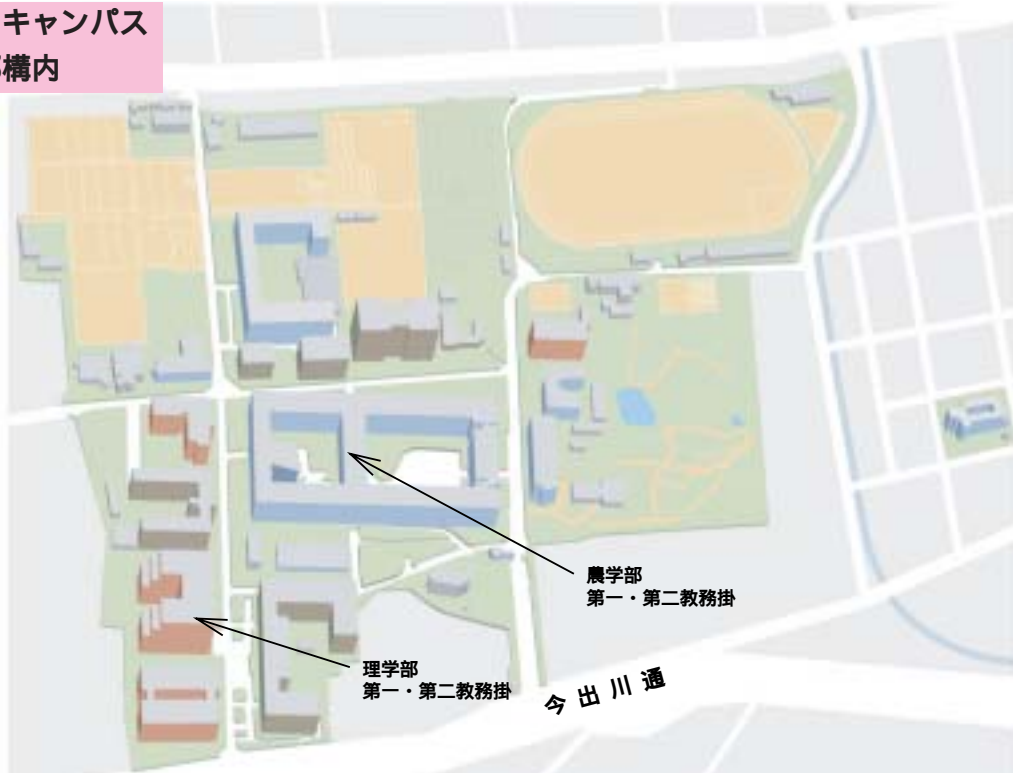 キャンパス
構内
農学部
第一・第二教務掛
理学部
第一・第二教務掛
今出川通